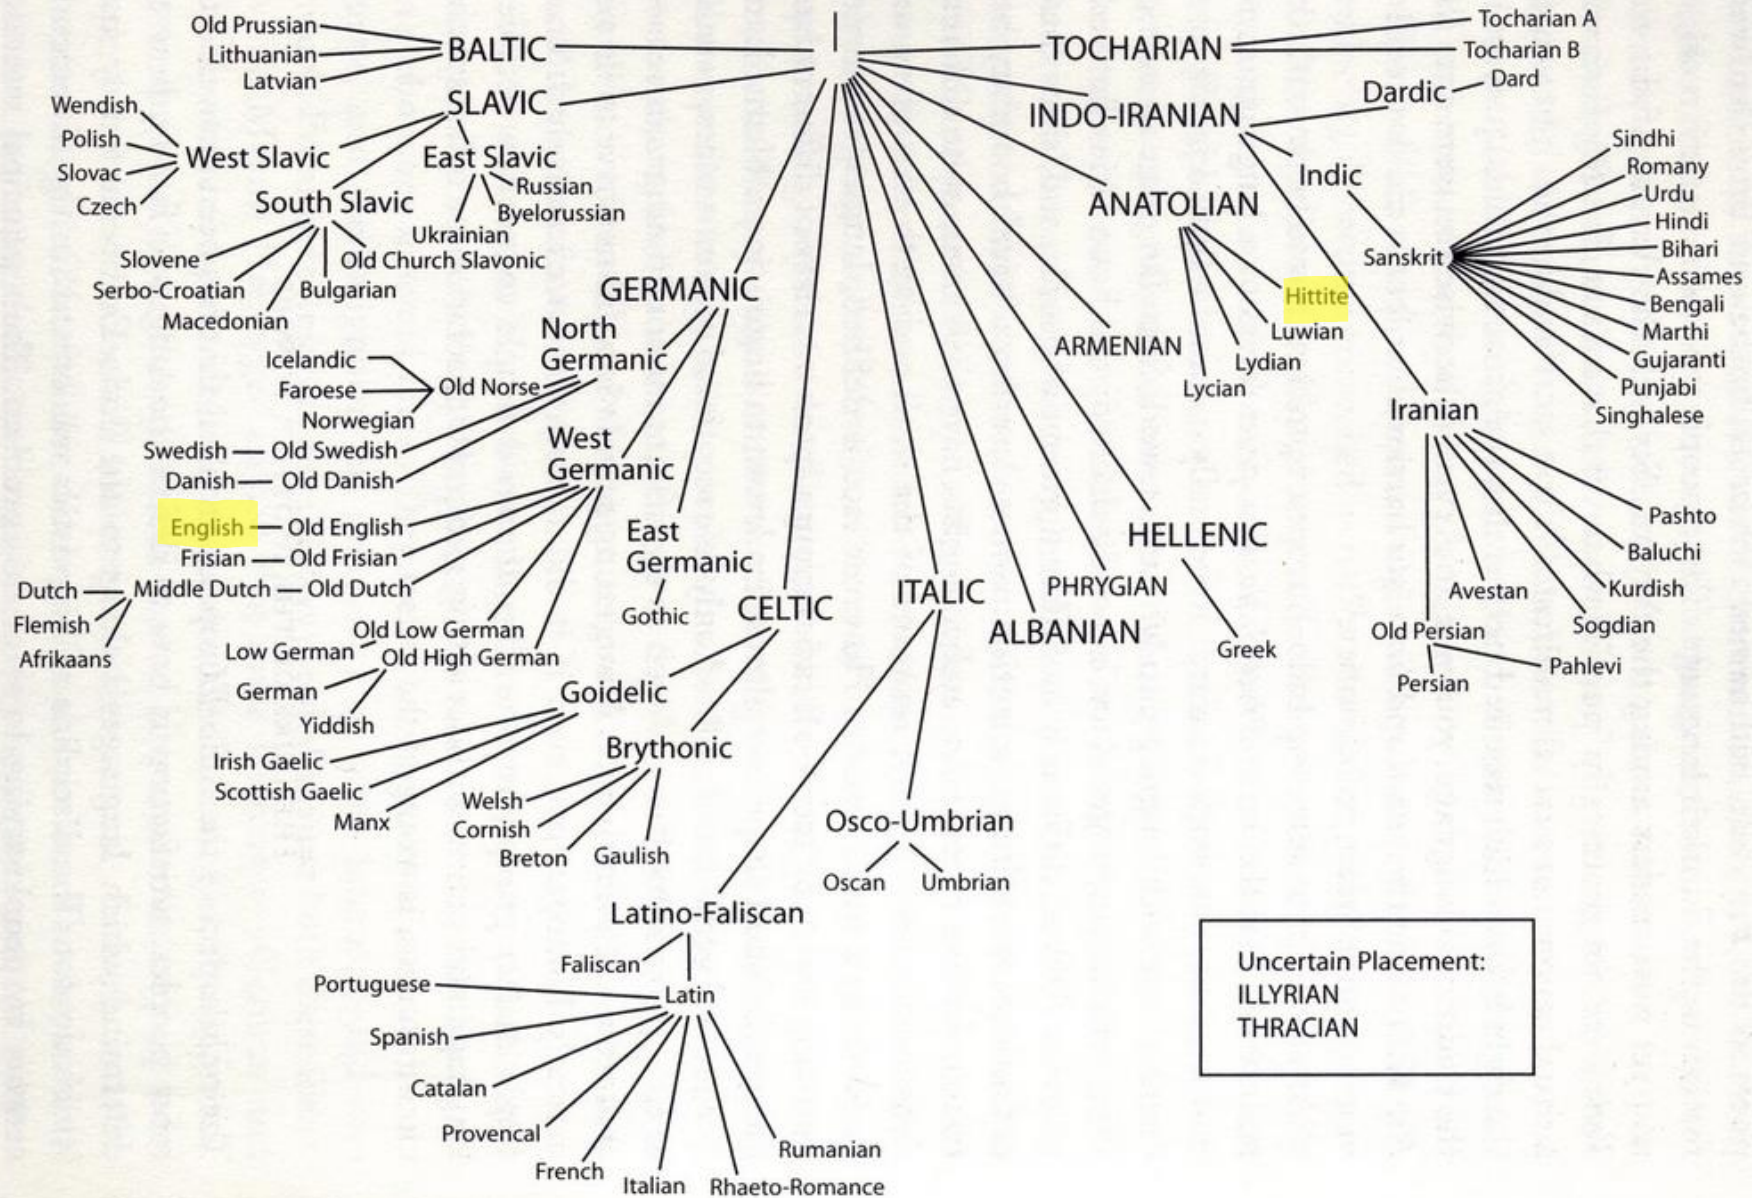 Old Prussian
Lithuanian
Latvian
BALTIC
TOCHARIAN
Tocharian A
Tocharian B
SLAVIC
Wendish
Polish
Slovac
Czech
West Slavic
East Slavic
Russian
Byelorussian
Ukrainian
South Slavic
Old Church Slavonic
Slovene
Serbo-Croatian
Bulgarian
Macedonian
INDO-IRANIAN
Dardic
Dard
Indic
Sanskrit
Sindhi
Romany
Urdu
Hindi
Bihari
Assames
Bengali
Marthi
Gujaranti
Punjabi
Singhalese
ANATOLIAN
Hittite
Luwian
Lydian
Lycian
ARMENIAN
Iranian
Pashto
Baluchi
Kurdish
Sogdian
Avestan
Old Persian
Pahlevi
Persian
GERMANIC
North
Germanic
Icelandic
Faroese
Norwegian
Old Norse
Swedish
Old Swedish
Danish
Old Danish
West
Germanic
English
Old English
Frisian
Old Frisian
Dutch
Flemish
Afrikaans
Middle Dutch
Old Dutch
Old Low German
Low German
Old High German
German
Yiddish
East
Germanic
Gothic
CELTIC
Goidelic
Irish Gaelic
Scottish Gaelic
Manx
Brythonic
Welsh
Cornish
Breton
Gaulish
ITALIC
ALBANIAN
PHRYGIAN
HELLENIC
Greek
Osco-Umbrian
Oscan
Umbrian
Latino-Faliscan
Faliscan
Latin
Portuguese
Spanish
Catalan
Provencal
French
Italian
Rhaeto-Romance
Rumanian
Uncertain Placement:
ILLYRIAN
THRACIAN